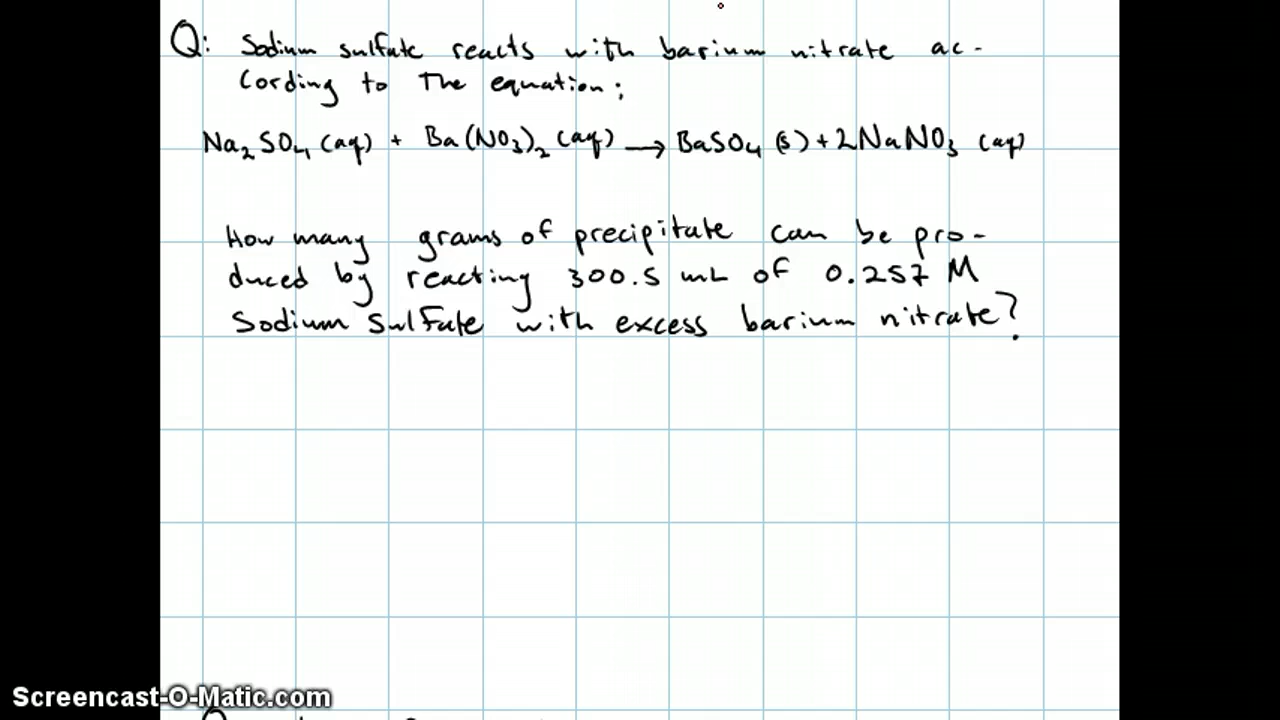 Q: Sodium sulfate reacts with barium nitrate ac-
cording to the equation:
Na₂SO₄ (aq) + Ba(NO₃)₂ (aq) → BaSO₄ (s) + 2NaNO₃ (aq)
How many grams of precipitate can be pro-
duced by reacting 300.5 mL of 0.257 M
Sodium sulfate with excess barium nitrate?
Screencast-O-Matic.com